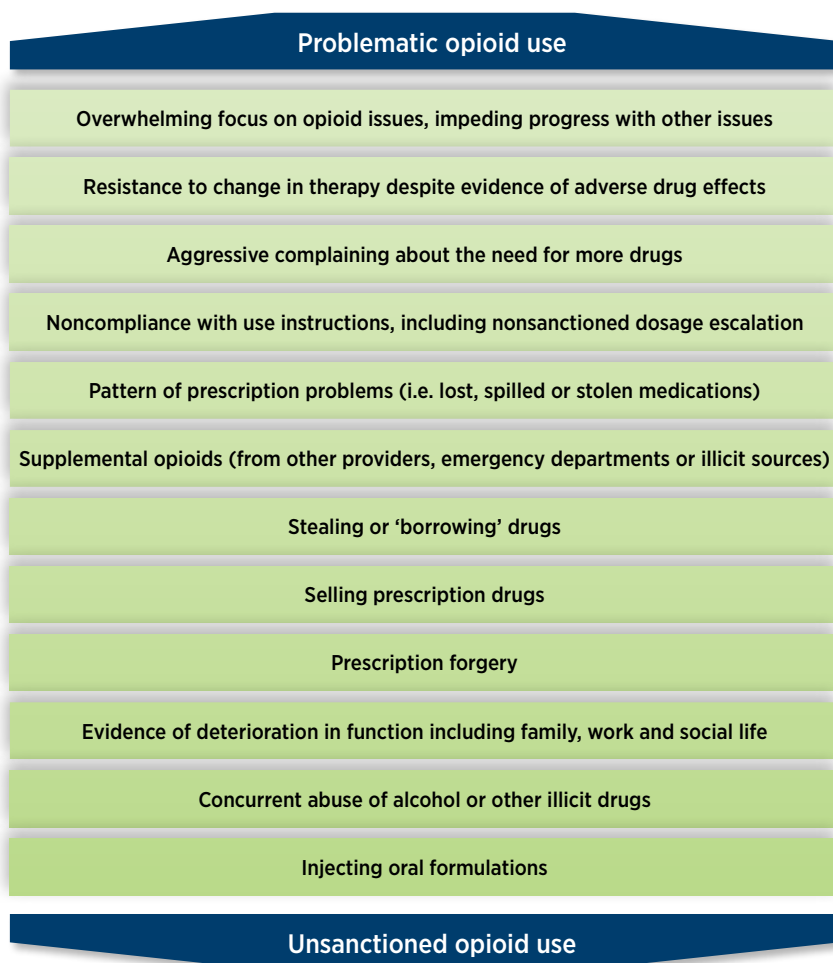 Problematic opioid use
Overwhelming focus on opioid issues, impeding progress with other issues
Resistance to change in therapy despite evidence of adverse drug effects
Aggressive complaining about the need for more drugs
Noncompliance with use instructions, including nonsanctioned dosage escalation
Pattern of prescription problems (i.e. lost, spilled or stolen medications)
Supplemental opioids (from other providers, emergency departments or illicit sources)
Stealing or ‘borrowing’ drugs
Selling prescription drugs
Prescription forgery
Evidence of deterioration in function including family, work and social life
Concurrent abuse of alcohol or other illicit drugs
Injecting oral formulations
Unsanctioned opioid use